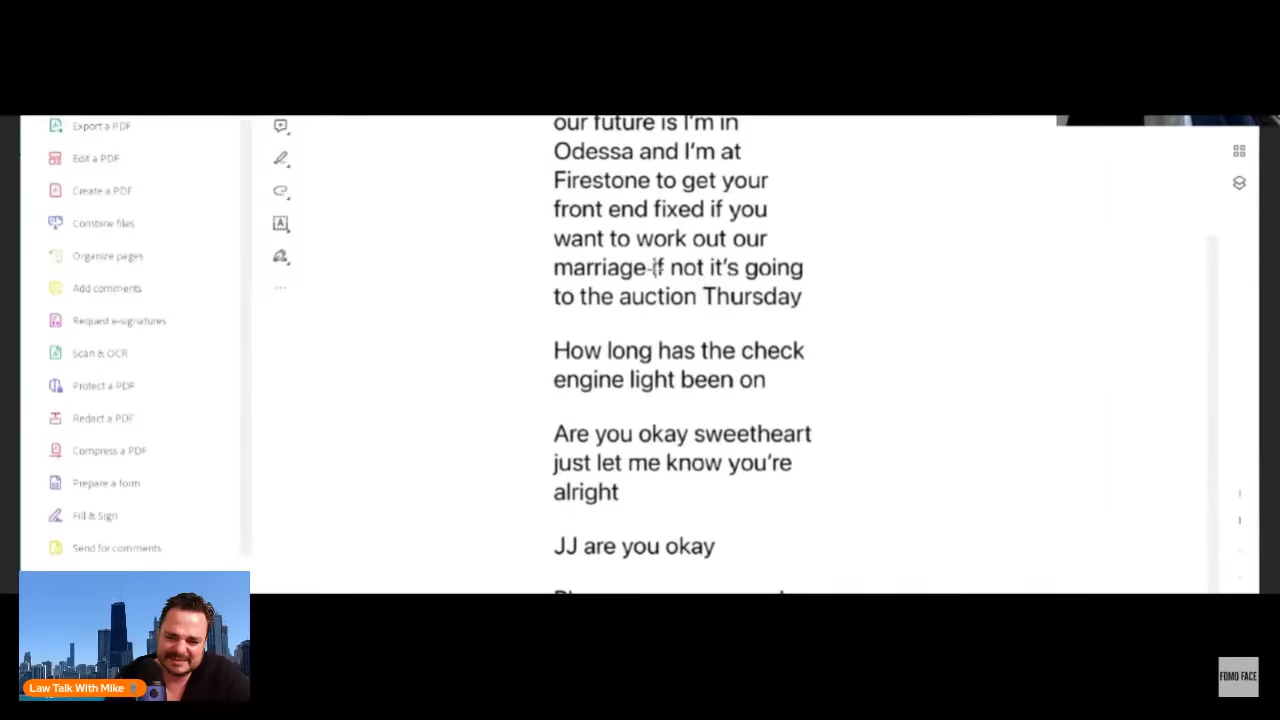 Export a PDF
Edit a PDF
Create a PDF
Combine files
Organize pages
Add comments
Request e-signatures
Scan & OCR
Protect a PDF
Redact a PDF
Compress a PDF
Prepare a form
Fill & Sign
Send for comments
our future is I'm in
Odessa and I'm at
Firestone to get your
front end fixed if you
want to work out our
marriage if not it's going
to the auction Thursday
How long has the check
engine light been on
Are you okay sweetheart
just let me know you're
alright
JJ are you okay
Law Talk With Mike
FOMO FACE